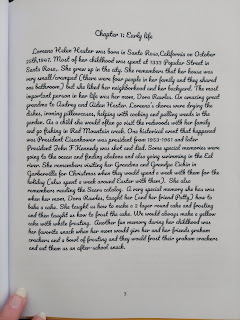 Chapter 1: Early life
Lorena Helen Hester was born in Santa Rosa, California on October
25th, 1947. Most of her childhood was spent at 1337 Poplar Street in
Santa Rosa. She grew up in the city. She remembers that her house was
very small/cramped (there were four people in her family and they shared
one bathroom) but she liked her neighborhood and her backyard. The most
important person in her life was her mom, Dora Rawles. An amazing great
grandma to Audrey and Aidan Hester. Lorena's chores were drying the
dishes, ironing pillowcases, helping with cooking and pulling weeds in the
garden. As a child she would often go visit the redwoods with her family
and go fishing in Red Mountain creek. One historical event that happened
was President Eisenhower was president from 1953-1961 and later
President John F Kennedy was shot and died. Some special memories were
going to the ocean and finding abalone and also going swimming in the Eel
river. She remembers visiting her Grandma and Grandpa Eakin in
Garberville for Christmas when they would spend a week with them for the
holiday (also spent a week around Easter with them). She also
remembers reading the Sears catalog. A very special memory she has was
when her mom, Dora Rawles, taught her (and her friend Patty) how to
bake a cake. She taught us how to make a 2 layer round cake and frosting
and then taught us how to frost the cake. We would always make a yellow
cake with white frosting. Another fun memory during her childhood was
her favorite snack when her mom would give her and her friends graham
crackers and a bowl of frosting and they would frost their graham crackers
and eat them as an after-school snack.